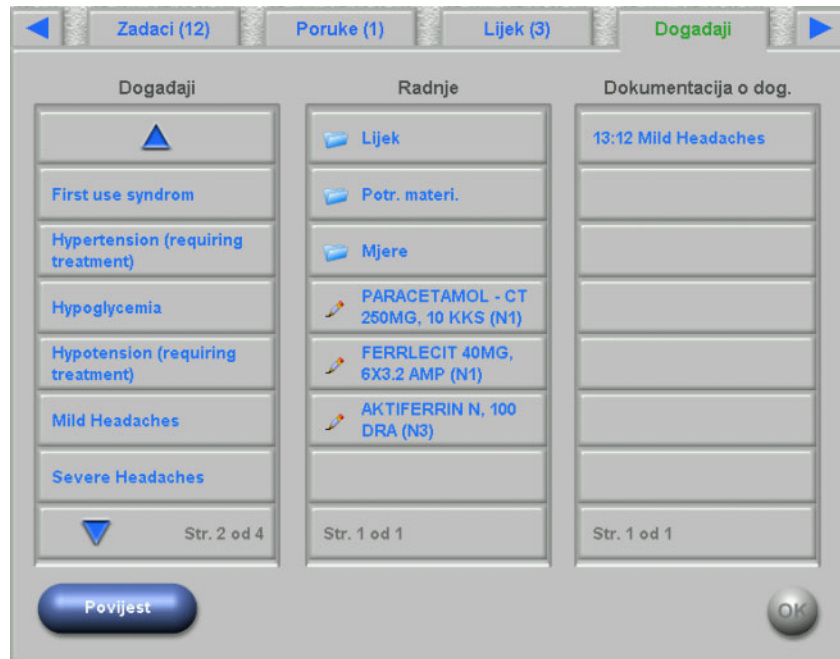 Zadaci (12)
Poruke (1)
Lijek (3)
Događaji
Događaji
First use syndrom
Hypertension (requiring
treatment)
Hypoglycemia
Hypotension (requiring
treatment)
Mild Headaches
Severe Headaches
Str. 2 od 4
Radnje
Lijek
Potr. materi.
Mjere
PARACETAMOL - CT
250MG, 10 KKS (N1)
FERRLECIT 40MG,
6X3.2 AMP (N1)
AKTIFERRIN N, 100
DRA (N3)
Str. 1 od 1
Dokumentacija o dog.
13:12 Mild Headaches
Str. 1 od 1
Povijest
OK